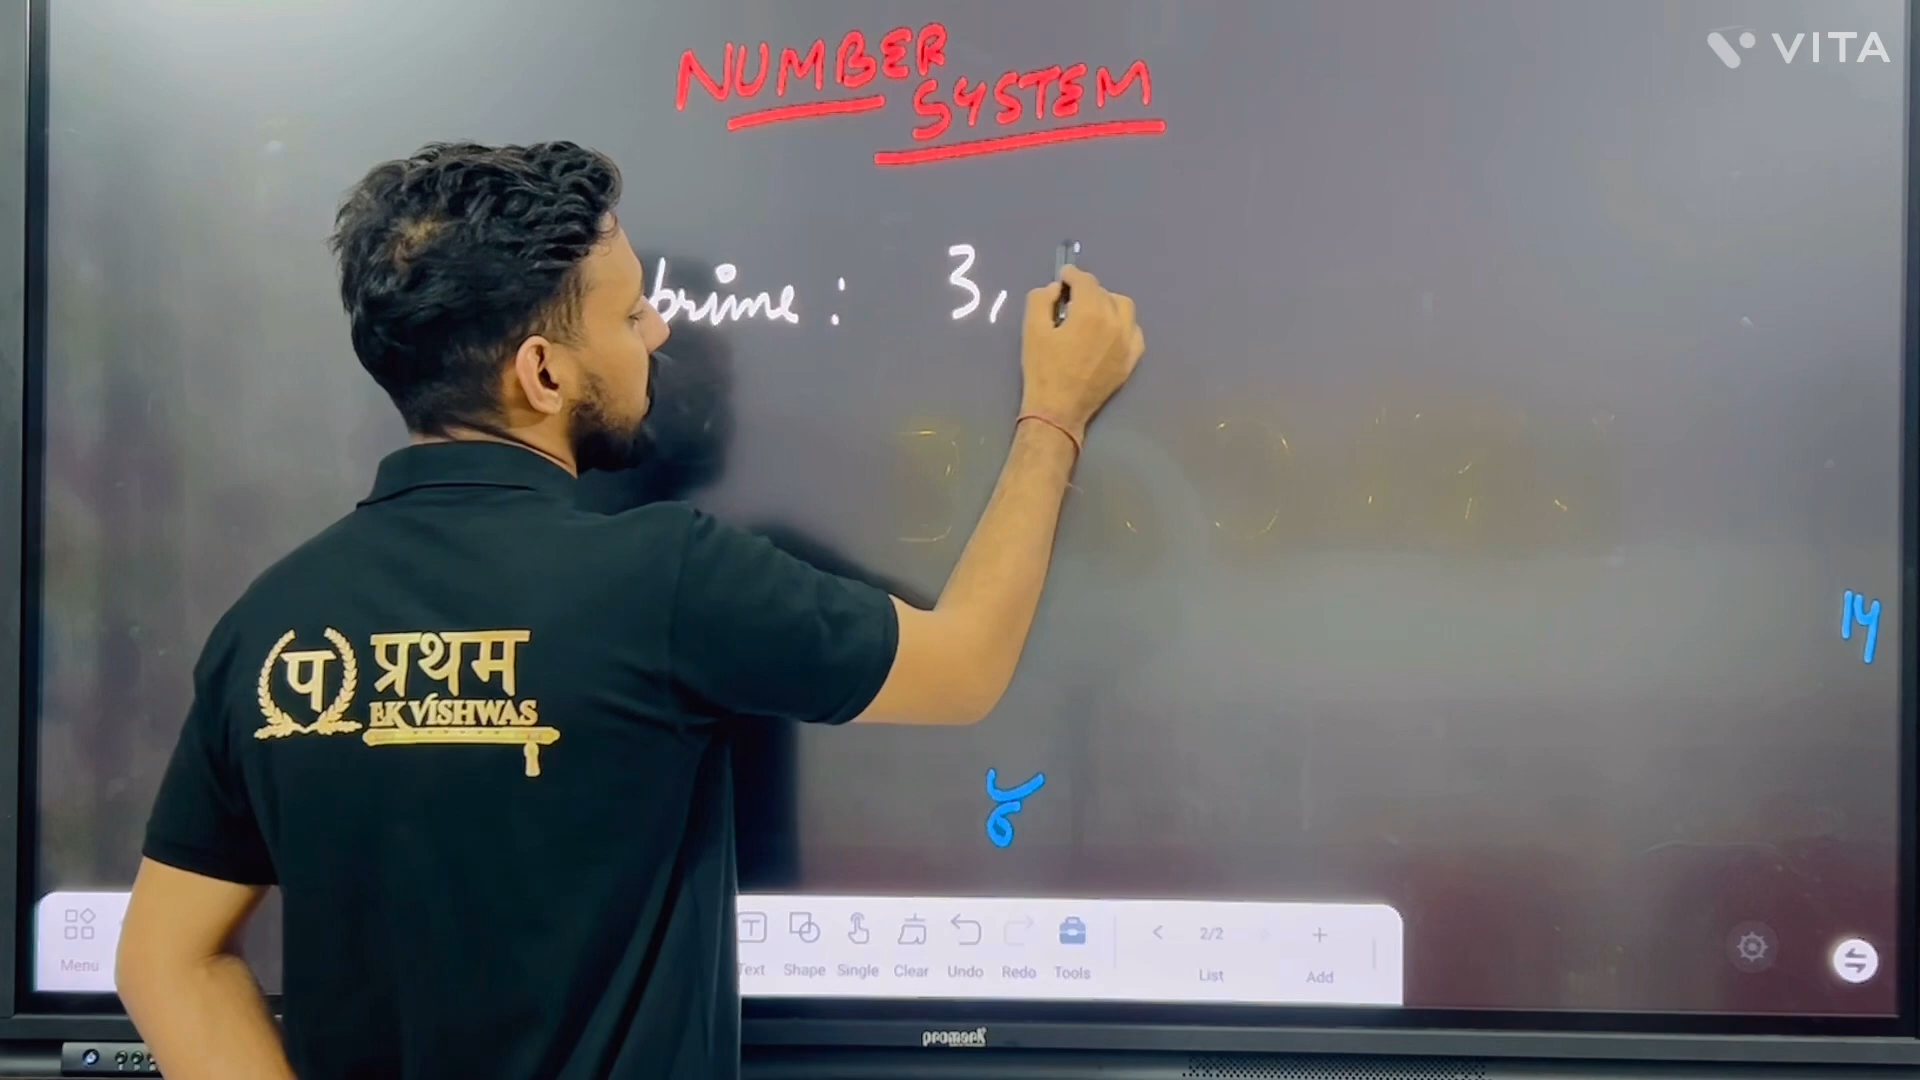 VITA
NUMBER
SYSTEM
prime : 3,
14
प प्रथम
EK VISHWAS
Menu
Text Shape Single Clear Undo Redo Tools
2/2
List
Add
promark